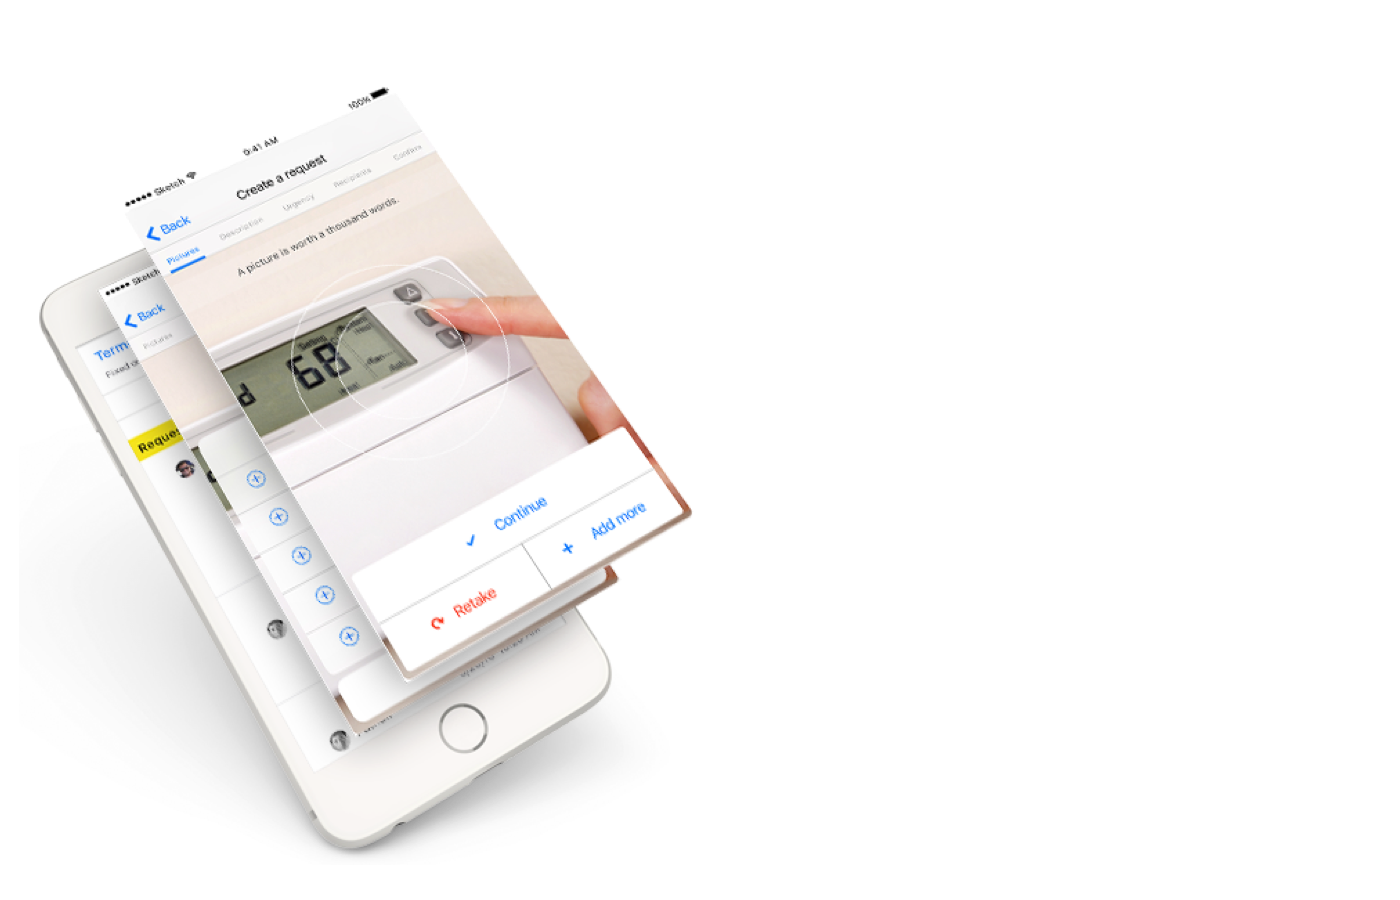 ●●●●● Sketch
9:41 AM
100%
Back
Create a request
Pictures
Description
Urgency
Recipients
Confirm
A picture is worth a thousand words.
68
Continue
Retake
Add more
●●●●● Sketch
Back
Pictures
Term
Fixed
Reques